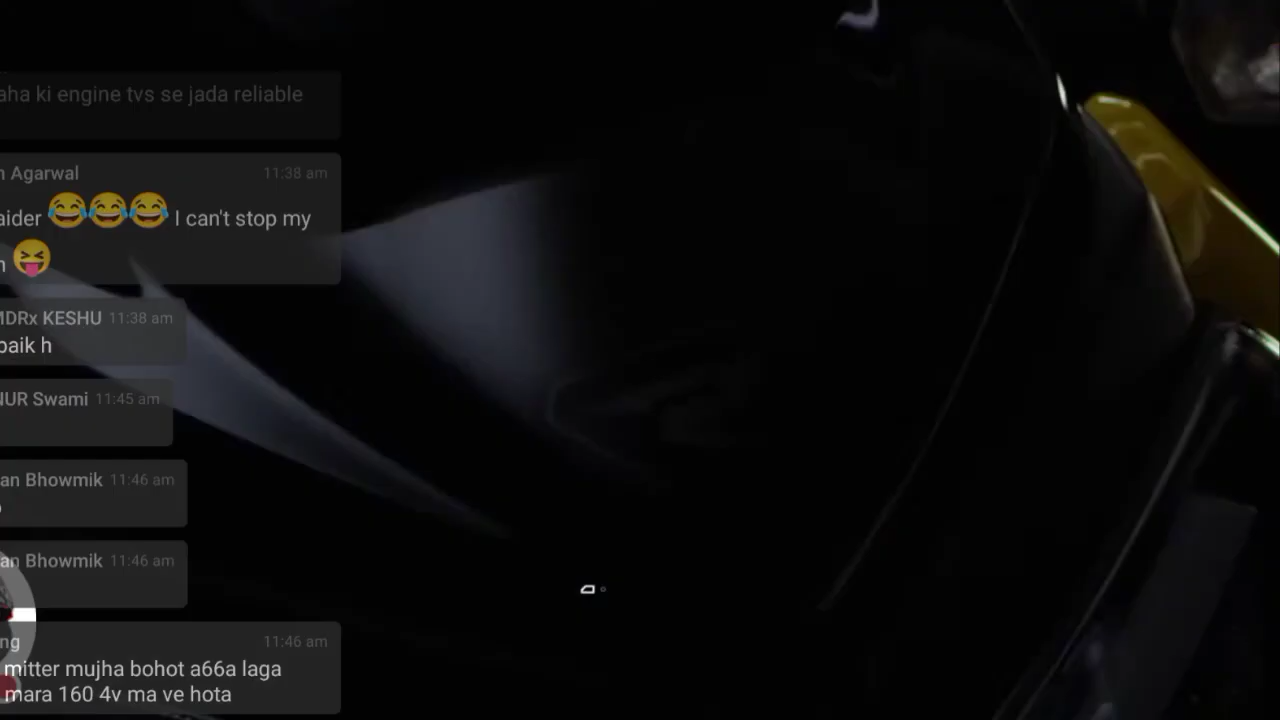 aha ki engine tvs se jada reliable
n Agarwal 11:38 am
aider 😂😂😂 I can't stop my
n 😝
MDRx KESHU 11:38 am
baik h
NUR Swami 11:45 am
an Bhowmik 11:46 am
an Bhowmik 11:46 am
ng 11:46 am
mitter mujha bohot a66a laga
mara 160 4v ma ve hota